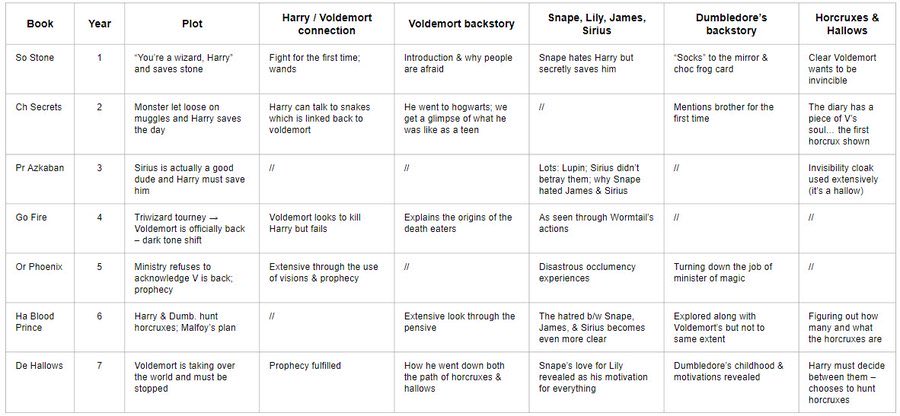 Book Year Plot Harry / Voldemort connection Voldemort backstory Snape, Lily, James, Sirius Dumbledore's backstory Horcruxes & Hallows
So Stone
1
"You're a wizard, Harry"
and saves stone
Fight for the first time;
wands
Introduction & why people
are afraid
Snape hates Harry but
secretly saves him
"Socks" to the mirror &
choc frog card
Clear Voldemort
wants to be
invincible
Ch Secrets
2
Monster let loose on
muggles and Harry saves
the day
Harry can talk to snakes
which is linked back to
voldemort
He went to hogwarts; we
get a glimpse of what he
was like as a teen
//
Mentions brother for the
first time
The diary has a
piece of V's
soul... the first
horcrux shown
Pr Azkaban
3
Sirius is actually a good
dude and Harry must save
him
//
//
Lots: Lupin; Sirius didn't
betray them; why Snape
hated James & Sirius
//
Invisibility cloak
used extensively
(it's a hallow)
Go Fire
4
Triwizard tourney →
Voldemort is officially back
– dark tone shift
Voldemort looks to kill
Harry but fails
Explains the origins of the
death eaters
As seen through Wormtail's
actions
//
//
Or Phoenix
5
Ministry refuses to
acknowledge V is back;
prophecy
Extensive through the use
of visions & prophecy
//
Disastrous occlumency
experiences
Turning down the job of
minister of magic
//
Ha Blood
Prince
6
Harry & Dumb. hunt
horcruxes; Malfoy's plan
//
Extensive look through the
pensive
The hatred b/w Snape,
James, & Sirius becomes
even more clear
Explored along with
Voldemort's but not to
same extent
Figuring out how
many and what
the horcruxes are
De Hallows
7
Voldemort is taking over
the world and must be
stopped
Prophecy fulfilled
How he went down both
the path of horcruxes &
hallows
Snape's love for Lily
revealed as his motivation
for everything
Dumbledore's childhood &
motivations revealed
Harry must decide
between them –
chooses to hunt
horcruxes